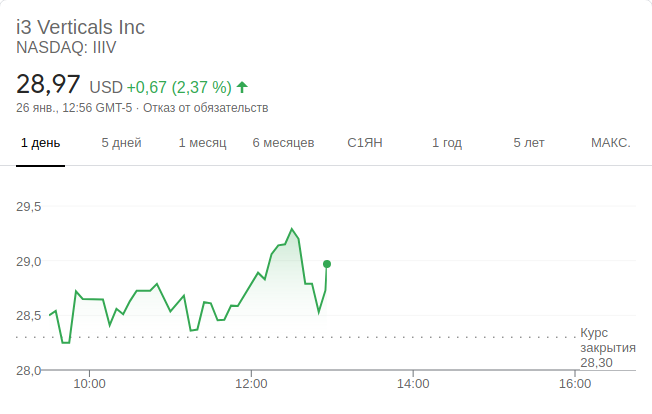 i3 Verticals Inc
NASDAQ: IIIV
28,97 USD +0,67 (2,37 %)
26 янв., 12:56 GMT-5 · Отказ от обязательств
1 день 5 дней 1 месяц 6 месяцев С1ЯН 1 год 5 лет МАКС.
29,5
29,0
28,5
Курс
закрытия
28,30
28,0
10:00 12:00 14:00 16:00